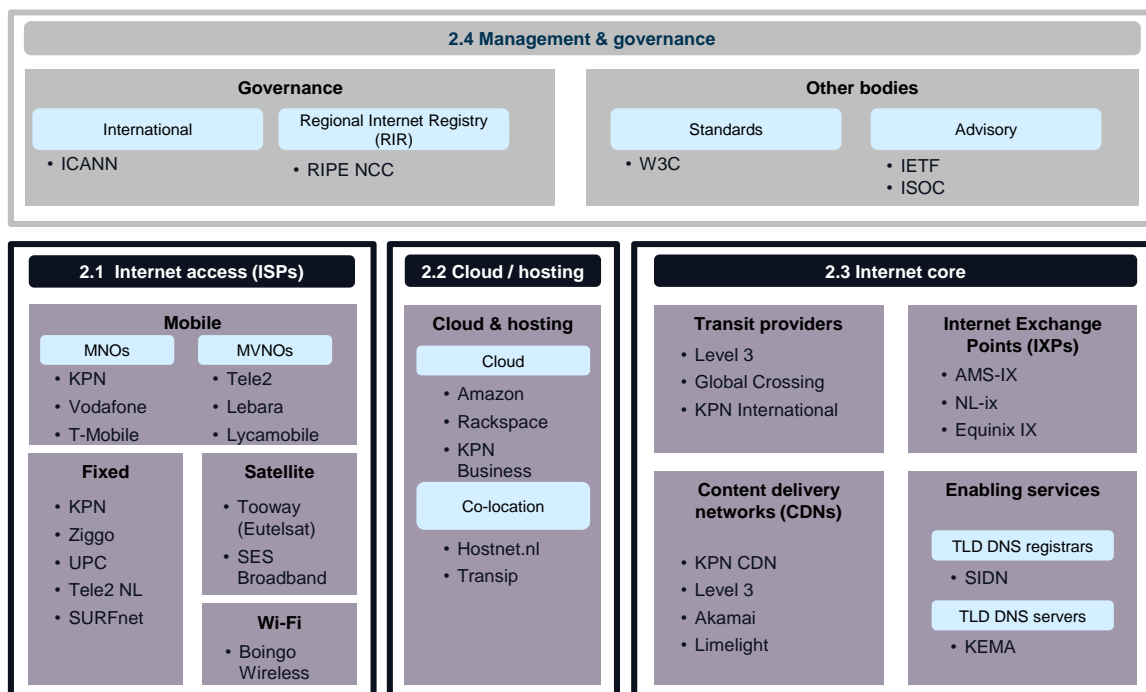 2.4 Management & governance
Governance
International
• ICANN
Regional Internet Registry
(RIR)
• RIPE NCC
Other bodies
Standards
• W3C
Advisory
• IETF
• ISOC
2.1 Internet access (ISPs)
Mobile
MNOs
• KPN
• Vodafone
• T-Mobile
MVNOs
• Tele2
• Lebara
• Lycamobile
Fixed
• KPN
• Ziggo
• UPC
• Tele2 NL
• SURFnet
Satellite
• Tooway
(Eutelsat)
• SES
Broadband
Wi-Fi
• Boingo
Wireless
2.2 Cloud / hosting
Cloud & hosting
Cloud
• Amazon
• Rackspace
• KPN
Business
Co-location
• Hostnet.nl
• Transip
2.3 Internet core
Transit providers
• Level 3
• Global Crossing
• KPN International
Internet Exchange
Points (IXPs)
• AMS-IX
• NL-ix
• Equinix IX
Content delivery
networks (CDNs)
• KPN CDN
• Level 3
• Akamai
• Limelight
Enabling services
TLD DNS registrars
• SIDN
TLD DNS servers
• KEMA